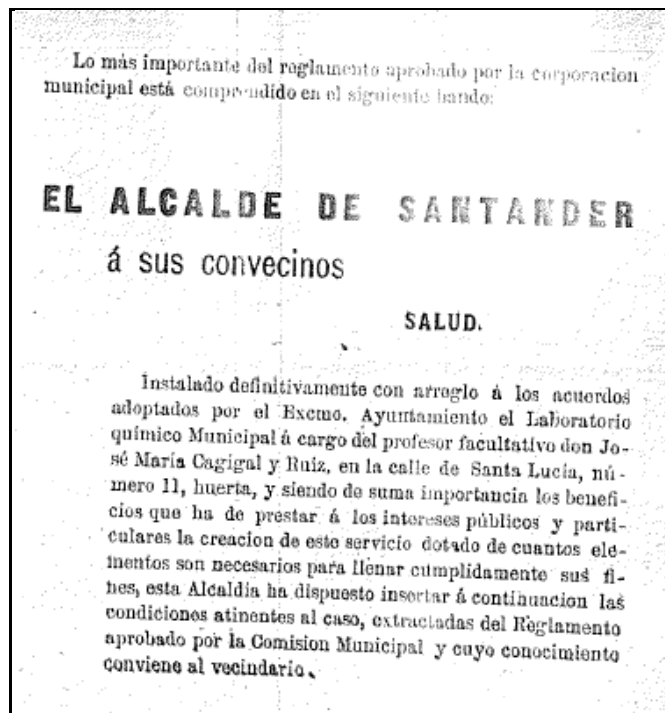 Lo más importante del reglamento aprobado por la corporacion
municipal está comprendido en el siguiente bando:
EL ALCALDE DE SANTANDER
á sus convecinos
SALUD.
Instalado definitivamente con arreglo á los acuerdos
adoptados por el Excmo. Ayuntamiento el Laboratorio
químico Municipal á cargo del profesor facultativo don Jo-
sé María Cagigal y Ruiz, en la calle de Santa Lucía, nú-
mero 11, huerta, y siendo de suma importancia los benefi-
cios que ha de prestar á los intereses públicos y parti-
culares la creacion de este servicio dotado de cuantos ele-
mentos son necesarios para llenar cumplidamente sus fi-
nes, esta Alcaldía ha dispuesto insertar á continuacion las
condiciones atinentes al caso, extractadas del Reglamento
aprobado por la Comision Municipal y cuyo conocimiento
conviene al vecindario.